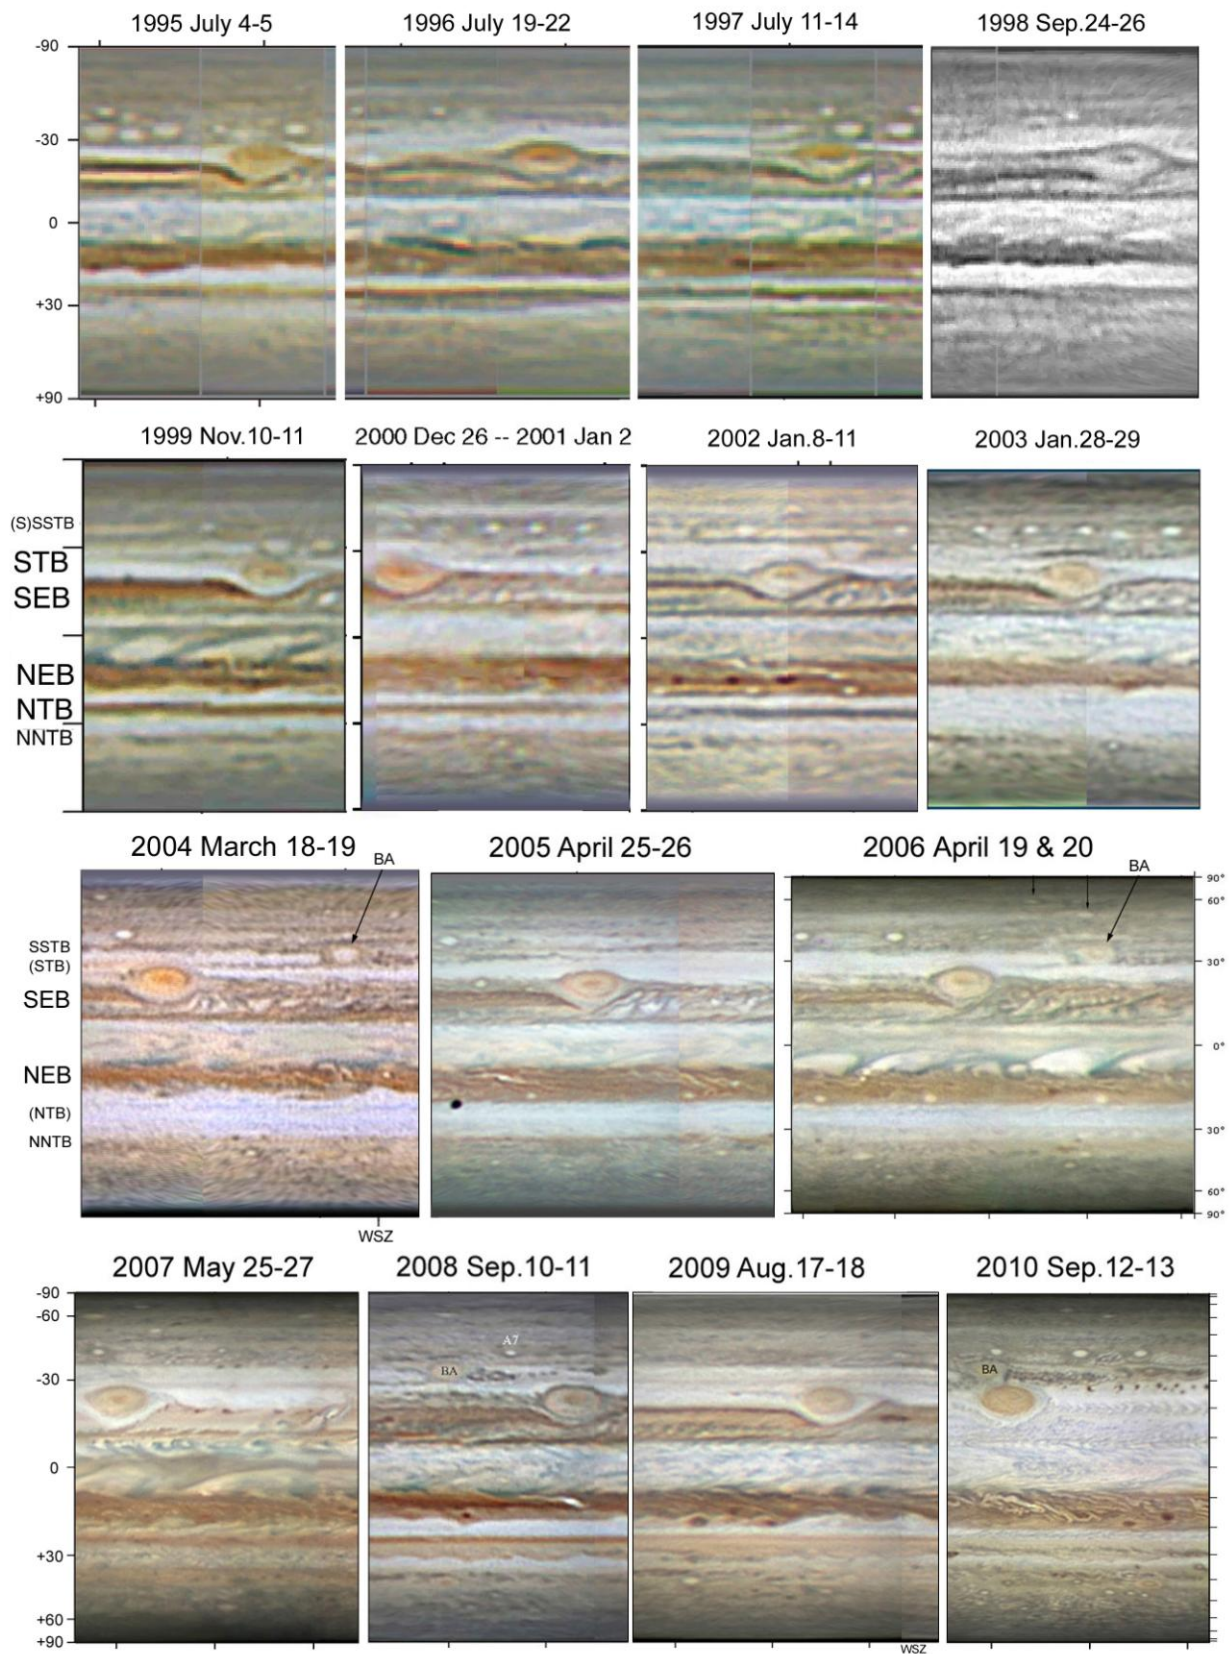 1995 July 4-5
1996 July 19-22
1997 July 11-14
1998 Sep.24-26
-90
-30
0
+30
+90
1999 Nov.10-11
2000 Dec 26 -- 2001 Jan 2
2002 Jan.8-11
2003 Jan.28-29
(S)SSTB
STB
SEB
NEB
NTB
NNTB
2004 March 18-19
BA
2005 April 25-26
2006 April 19 & 20
BA
SSTB
(STB)
SEB
NEB
(NTB)
NNTB
WSZ
90°
60°
30°
0°
30°
60°
90°
2007 May 25-27
2008 Sep.10-11
2009 Aug.17-18
2010 Sep.12-13
-90
-60
-30
0
+30
+60
+90
A7
BA
BA
WSZ